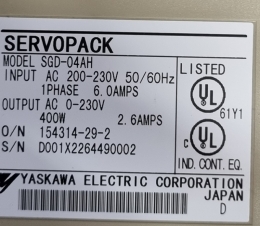 SERVOPACK
MODEL SGD-04AH
INPUT AC 200-230V 50/60Hz
1PHASE 6.0AMPS
OUTPUT AC 0-230V
400W 2.6AMPS
O/N 154314-29-2
S/N D001X2264490002
LISTED
UL
61Y1
C UL
IND. CONT. EQ.
YASKAWA ELECTRIC CORPORATION
JAPAN
D